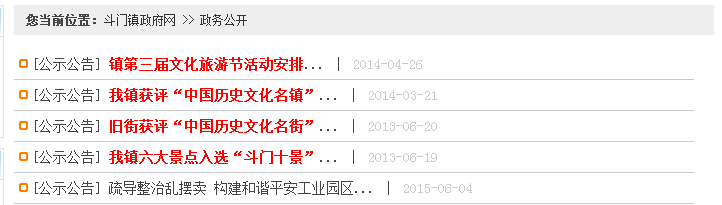 您当前位置：斗门镇政府网 >> 政务公开
[公示公告] 镇第三届文化旅游节活动安排... | 2014-04-26
[公示公告] 我镇获评“中国历史文化名镇”... | 2014-03-21
[公示公告] 旧街获评“中国历史文化名街”... | 2013-06-20
[公示公告] 我镇六大景点入选“斗门十景”... | 2013-06-19
[公示公告] 疏导整治乱摆卖 构建和谐平安工业园区... | 2015-06-04